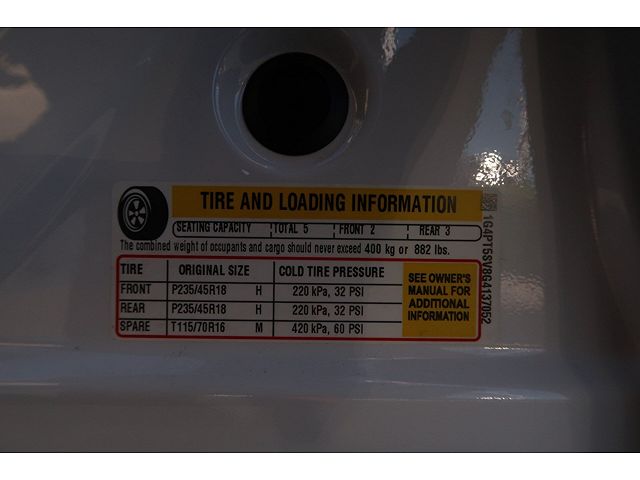 TIRE AND LOADING INFORMATION
SEATING CAPACITY TOTAL 5 FRONT 2 REAR 3
The combined weight of occupants and cargo should never exceed 400 kg or 882 lbs.
TIRE ORIGINAL SIZE COLD TIRE PRESSURE
FRONT P235/45R18 H 220 kPa, 32 PSI
REAR P235/45R18 H 220 kPa, 32 PSI
SPARE T115/70R16 M 420 kPa, 60 PSI
SEE OWNER'S
MANUAL FOR
ADDITIONAL
INFORMATION
1G4PT5SV8G4137052